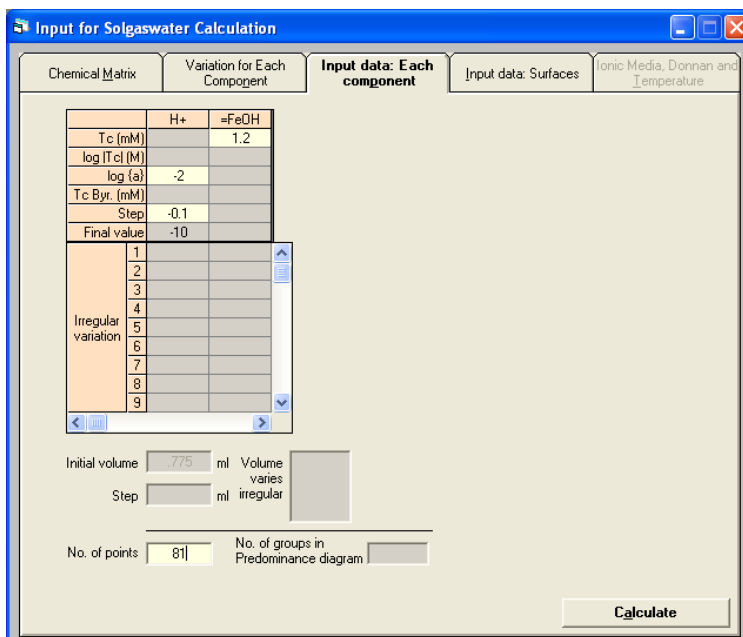 Input for Solgaswater Calculation
Chemical Matrix
Variation for Each
Component
Input data: Each
component
Input data: Surfaces
Ionic Media, Donnan and
Temperature
H+ =FeOH
Tc (mM) 1.2
log |Tc| (M)
log {a} -2
Tc Byr. (mM)
Step -0.1
Final value -10
Irregular
variation
1
2
3
4
5
6
7
8
9
Initial volume .775 ml
Volume
varies
irregular
Step ml
No. of points 81
No. of groups in
Predominance diagram
Calculate